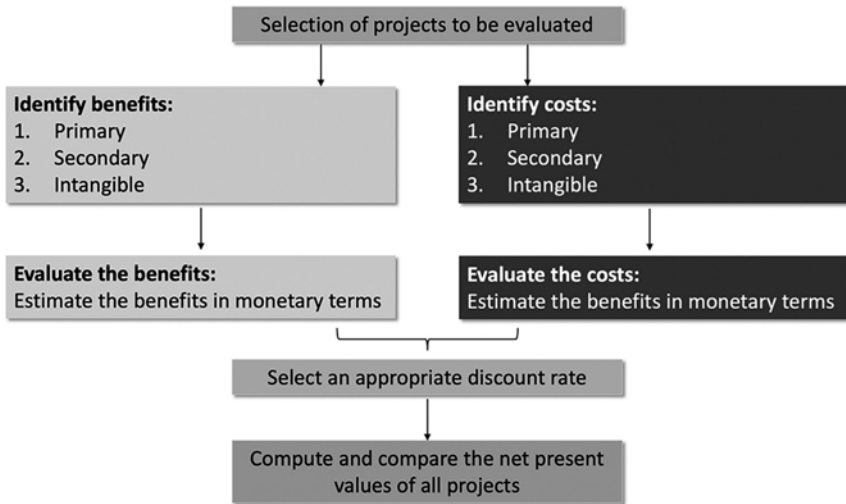 Selection of projects to be evaluated
Identify benefits:
1. Primary
2. Secondary
3. Intangible
Identify costs:
1. Primary
2. Secondary
3. Intangible
Evaluate the benefits:
Estimate the benefits in monetary terms
Evaluate the costs:
Estimate the benefits in monetary terms
Select an appropriate discount rate
Compute and compare the net present
values of all projects